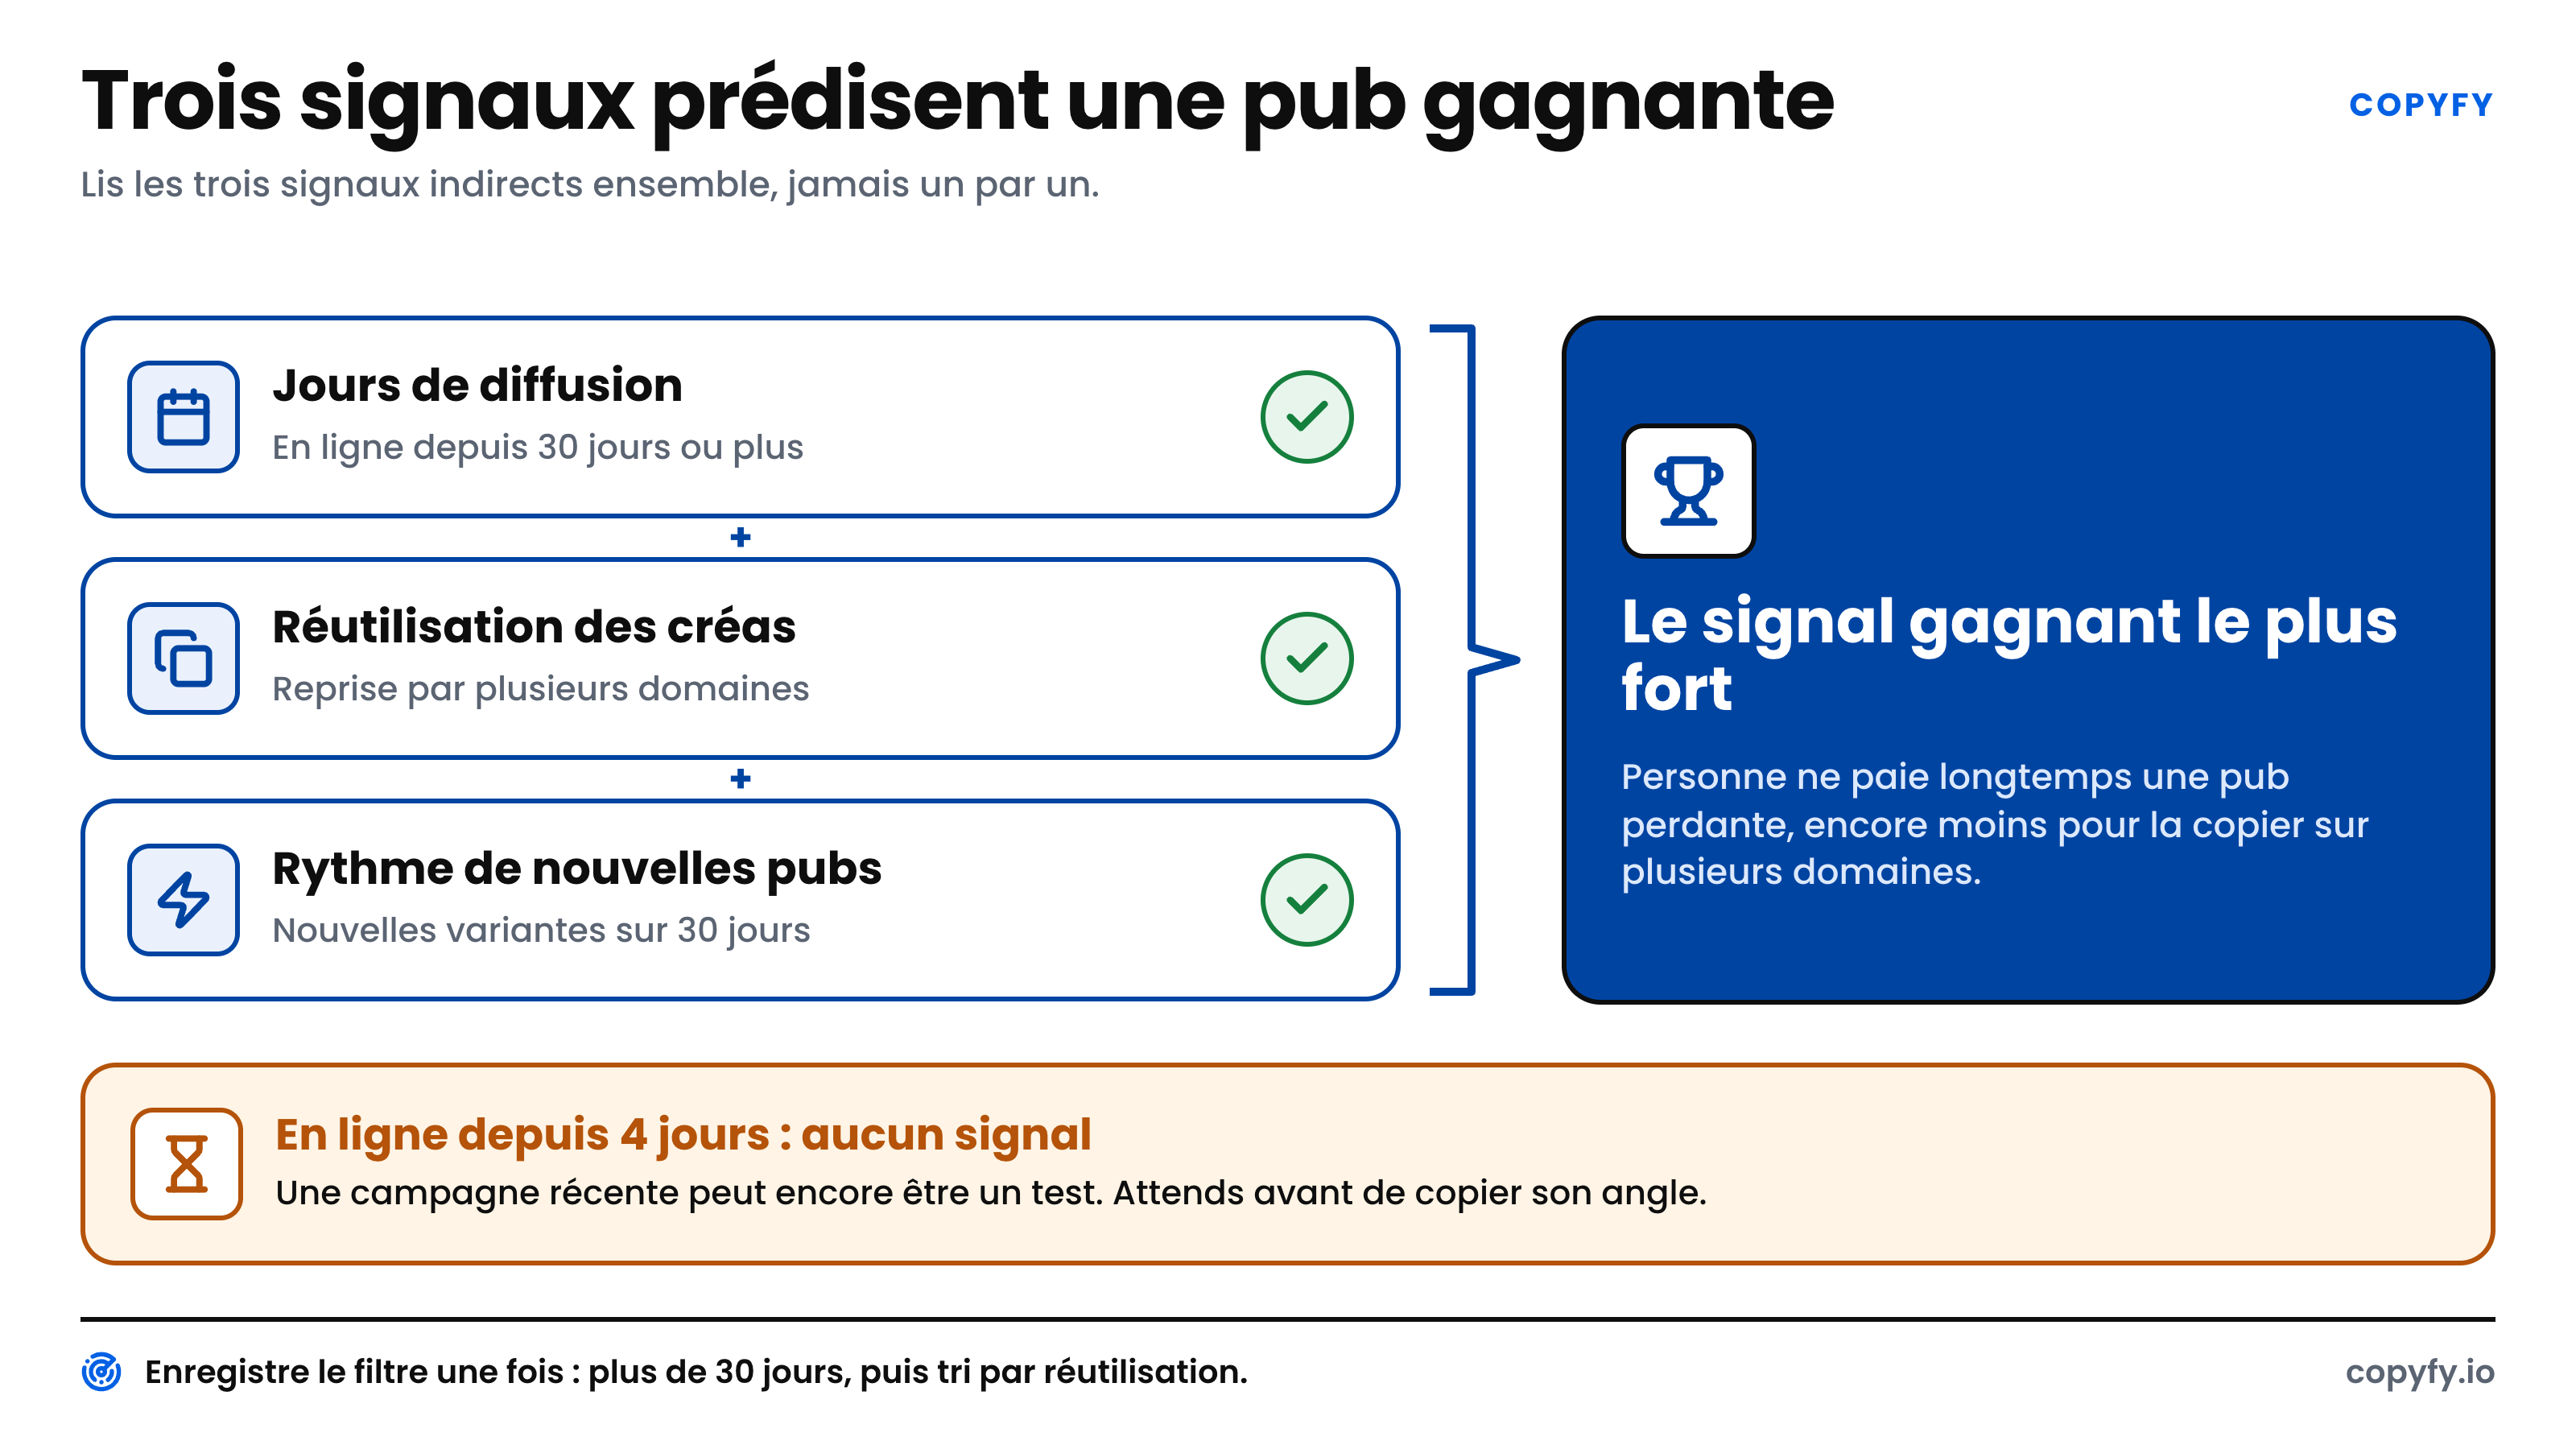 Trois signaux prédisent une pub gagnante
COPYFY
Lis les trois signaux indirects ensemble, jamais un par un.
Jours de diffusion
En ligne depuis 30 jours ou plus
+
Réutilisation des créas
Reprise par plusieurs domaines
+
Rythme de nouvelles pubs
Nouvelles variantes sur 30 jours
Le signal gagnant le plus
fort
Personne ne paie longtemps une pub
perdante, encore moins pour la copier sur
plusieurs domaines.
En ligne depuis 4 jours : aucun signal
Une campagne récente peut encore être un test. Attends avant de copier son angle.
Enregistre le filtre une fois : plus de 30 jours, puis tri par réutilisation.
copyfy.io